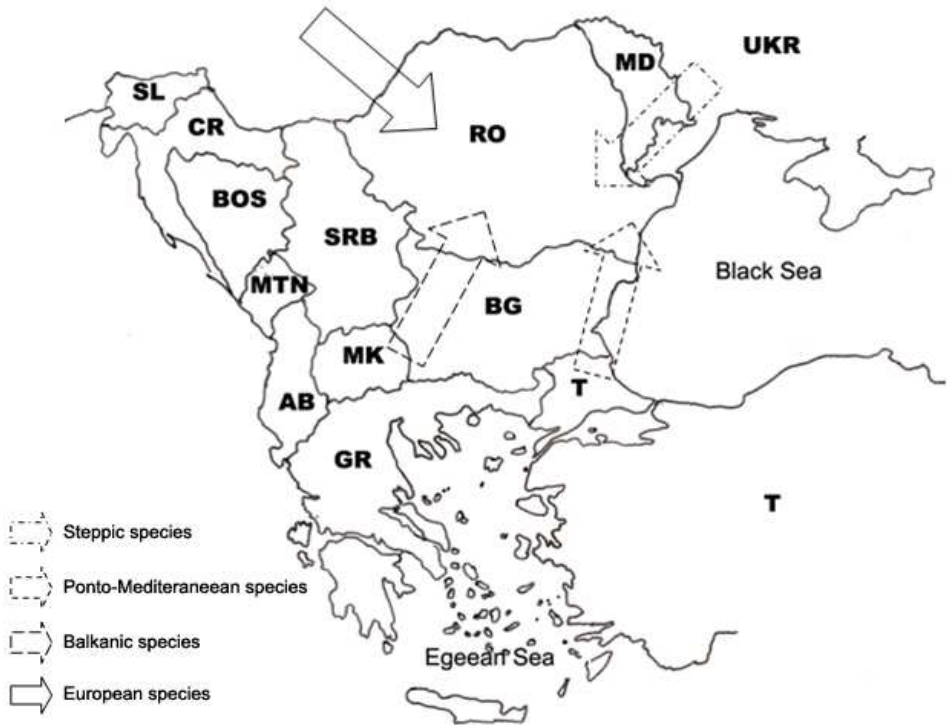 UKR
MD
SL
CR
RO
BOS
SRB
MTN
Black Sea
BG
MK
AB
T
GR
T
Steppic species
Ponto-Mediteraneean species
Balkanic species
Egeean Sea
European species